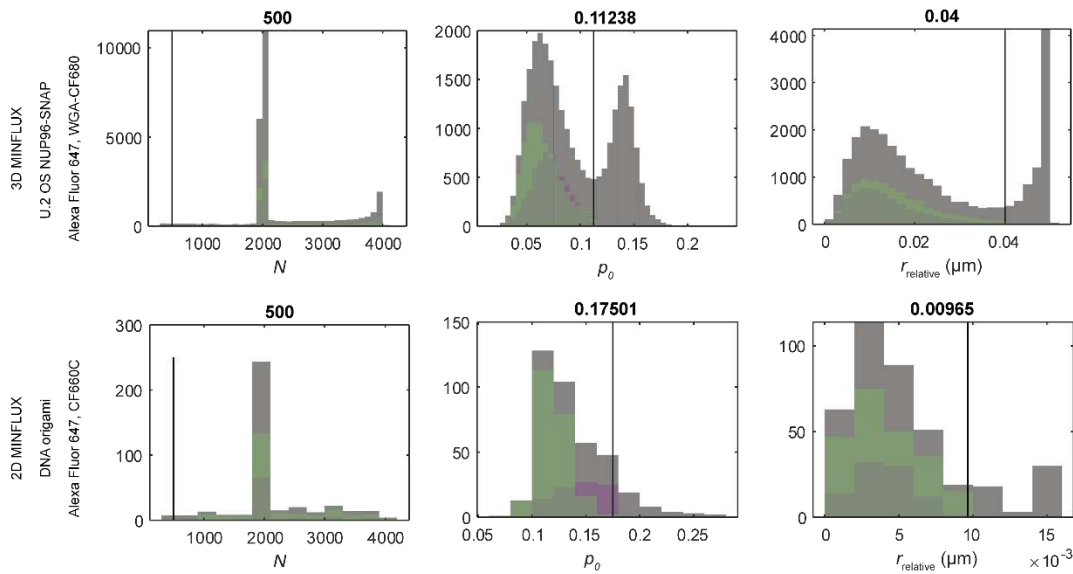 3D MINFLUX
U.2 OS NUP96-SNAP
Alexa Fluor 647, WGA-CF680
500
10000
5000
0
1000 2000 3000 4000
N
0.11238
2000
1500
1000
500
0
0.05 0.1 0.15 0.2
p0
0.04
4000
3000
2000
1000
0
0 0.02 0.04
rrelative (µm)
2D MINFLUX
DNA origami
Alexa Fluor 647, CF660C
500
300
200
100
0
1000 2000 3000 4000
N
0.17501
150
100
50
0
0.05 0.1 0.15 0.2 0.25
p0
0.00965
100
50
0
0 5 10 15
rrelative (µm) × 10-3